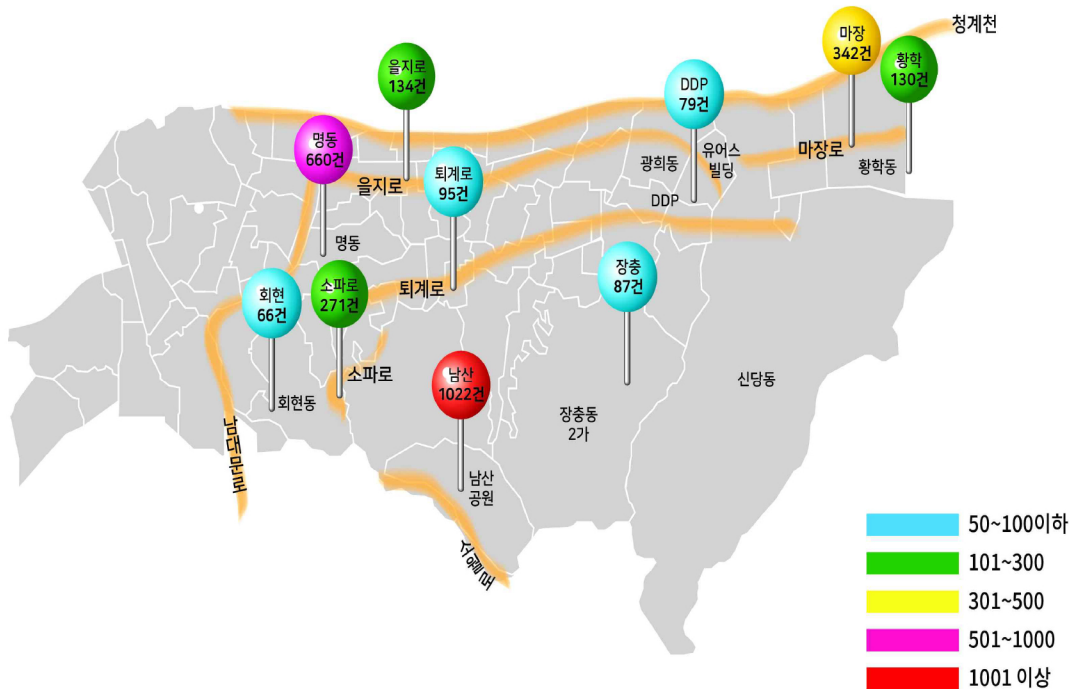 청계천
마장
342건
을지로
134건
황학
130건
DDP
79건
명동
660건
퇴계로
95건
광희동
유어스
빌딩
마장로
황학동
을지로
DDP
명동
장충
87건
소파로
271건
퇴계로
회현
66건
소파로
남산
1022건
신당동
회현동
장충동
2가
남대문로
남산
공원
소월로
50~100이하
101~300
301~500
501~1000
1001 이상